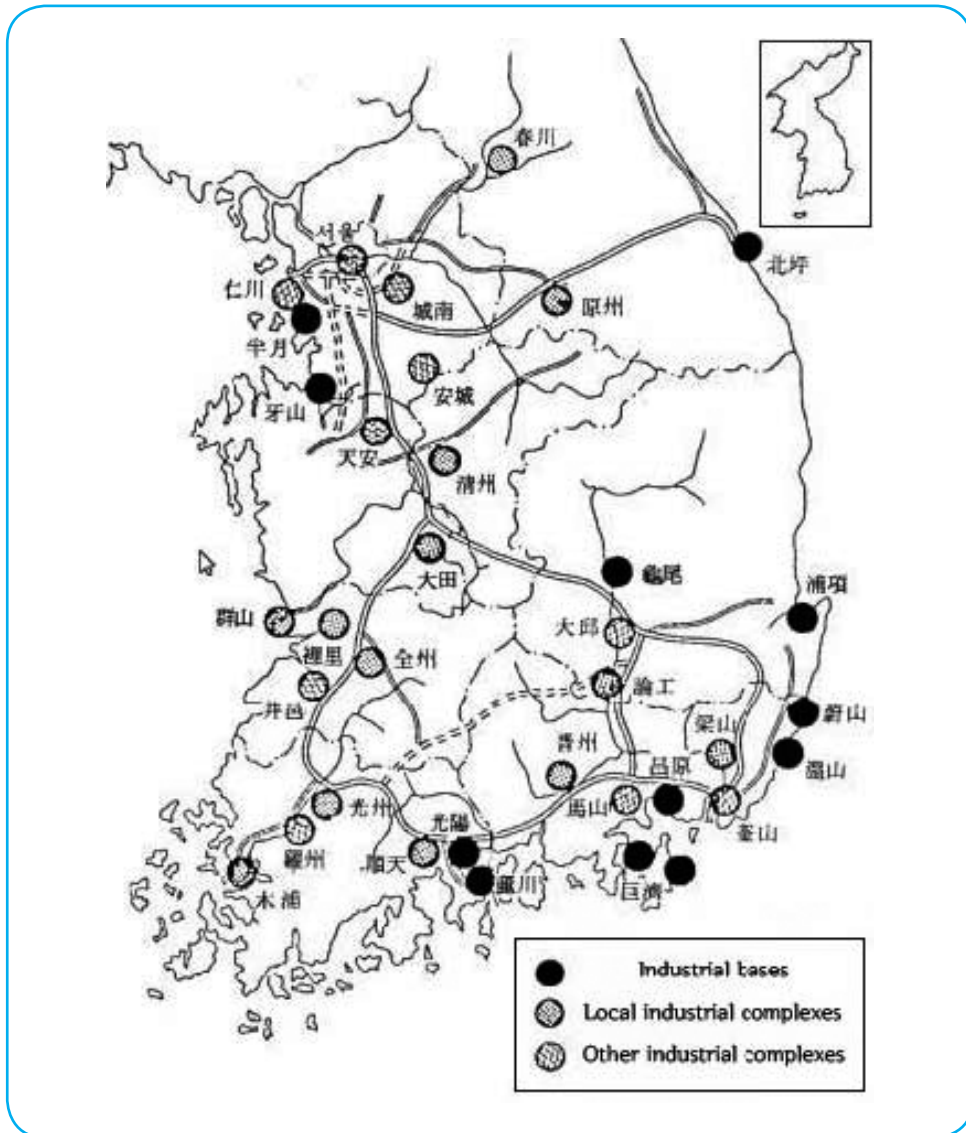 春川
서울
北坪
仁川
城南
原州
半月
安城
牙山
天安
清州
大田
龜尾
浦項
群山
大邱
裡里
全州
論工
井邑
梁山
蔚山
晋州
昌原
溫山
馬山
光州
光陽
釜山
羅州
順天
麗川
巨濟
木浦
Industrial bases
Local industrial complexes
Other industrial complexes